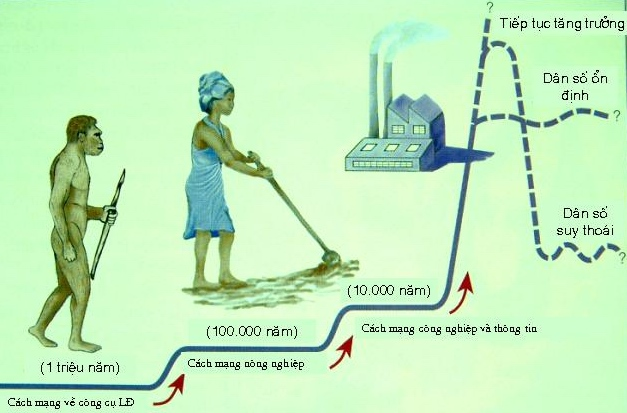 ?
Tiếp tục tăng trưởng
Dân số ổn
định
?
Dân số
suy thoái
?
(10.000 năm)
Cách mạng công nghiệp và thông tin
(100.000 năm)
Cách mạng nông nghiệp
(1 triệu năm)
Cách mạng về công cụ LĐ